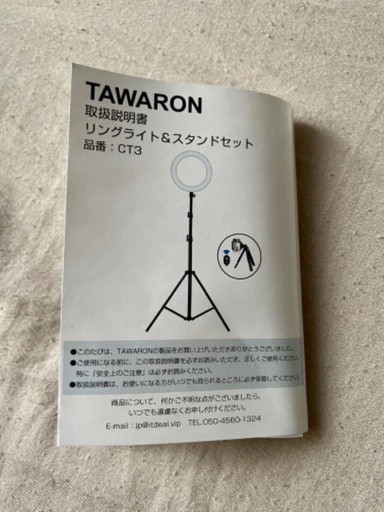 TAWARON
取扱説明書
リングライト&スタンドセット
品番：CT3
●このたびは、TAWARONの製品をお買い上げいただきありがとうございました。
●ご使用になる前に、この取扱説明書を必ずお読みいただき、正しくご使用ください。
特に「安全上のご注意」は必ずお読みください。
●取扱説明書は、お使いになる方がいつでも見られるところに必ず保管してください。
商品について、何かご不明な点がございましたら、
いつでも遠慮なくお申し付けください。
E-mail：jp@itdeal.vip TEL.050-4560-1324